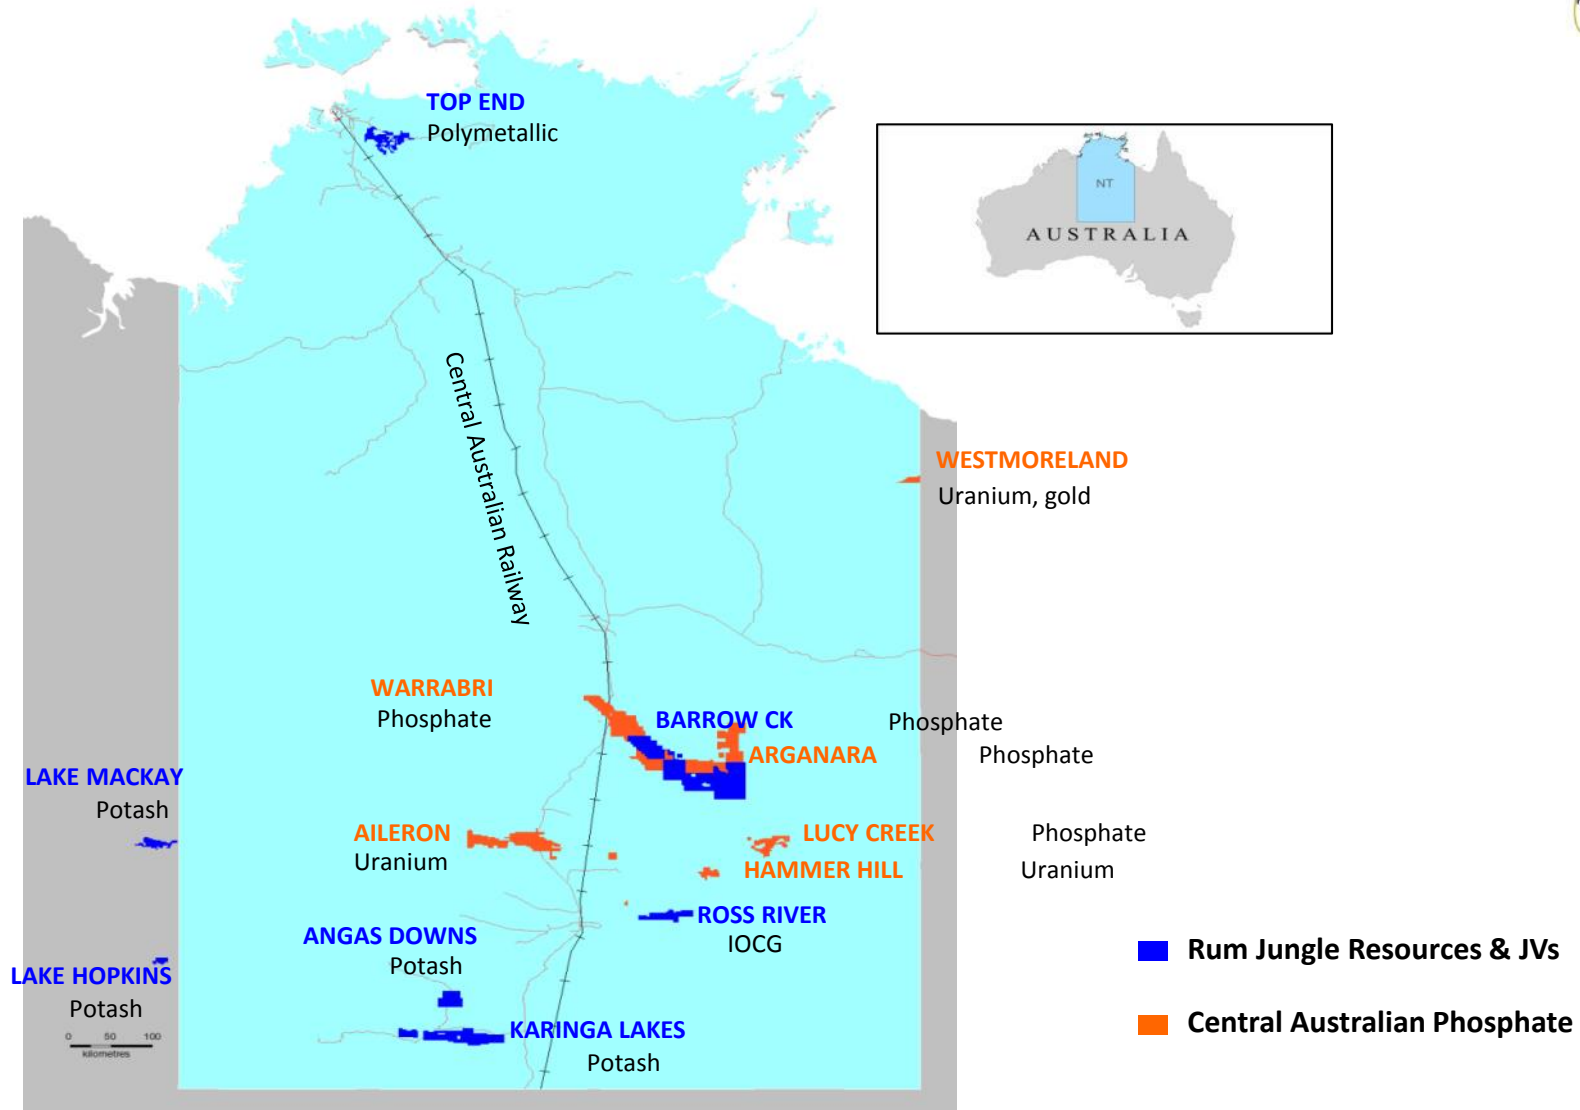 TOP END
Polymetallic
NT
AUSTRALIA
Central Australian Railway
WESTMORELAND
Uranium, gold
WARRABRI
Phosphate
BARROW CK
Phosphate
ARGANARA
Phosphate
LAKE MACKAY
Potash
AILERON
Uranium
LUCY CREEK
Phosphate
HAMMER HILL
Uranium
ROSS RIVER
IOCG
ANGAS DOWNS
Potash
LAKE HOPKINS
Potash
KARINGA LAKES
Potash
0 50 100
kilometres
Rum Jungle Resources & JVs
Central Australian Phosphate